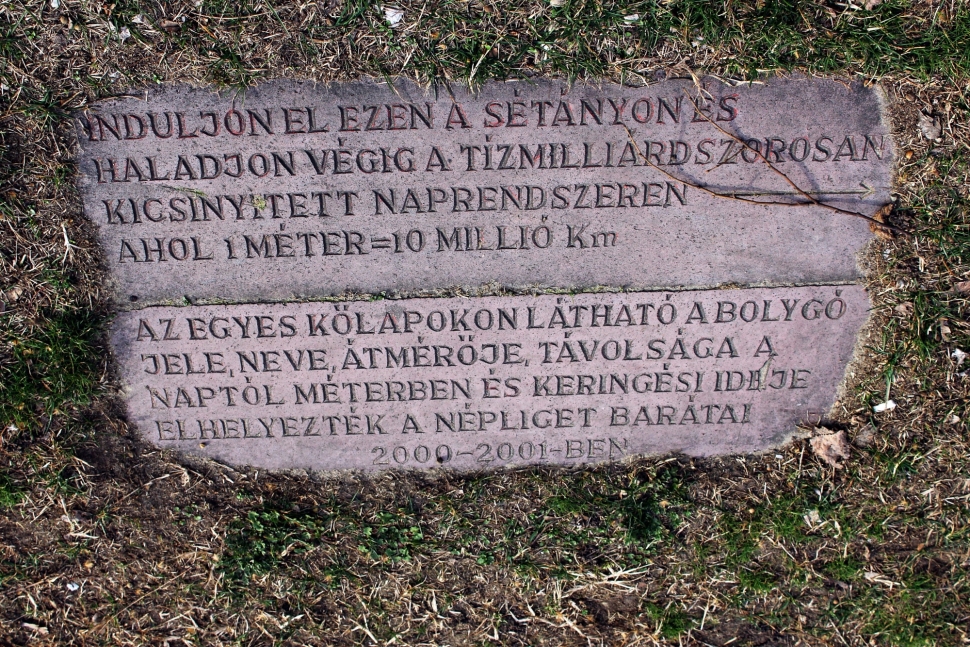 INDULJON EL EZEN A SÉTÁNYON ÉS
HALADJON VÉGIG A TÍZMILLIÁRDSZOROSAN
KICSINYÍTETT NAPRENDSZEREN
AHOL 1 MÉTER=10 MILLIÓ Km
AZ EGYES KŐLAPOKON LÁTHATÓ A BOLYGÓ
JELE, NEVE, ÁTMÉRŐJE, TÁVOLSÁGA A
NAPTÓL MÉTERBEN ÉS KERINGÉSI IDEJE
ELHELYEZTÉK A NÉPLIGET BARÁTAI
2000-2001-BEN